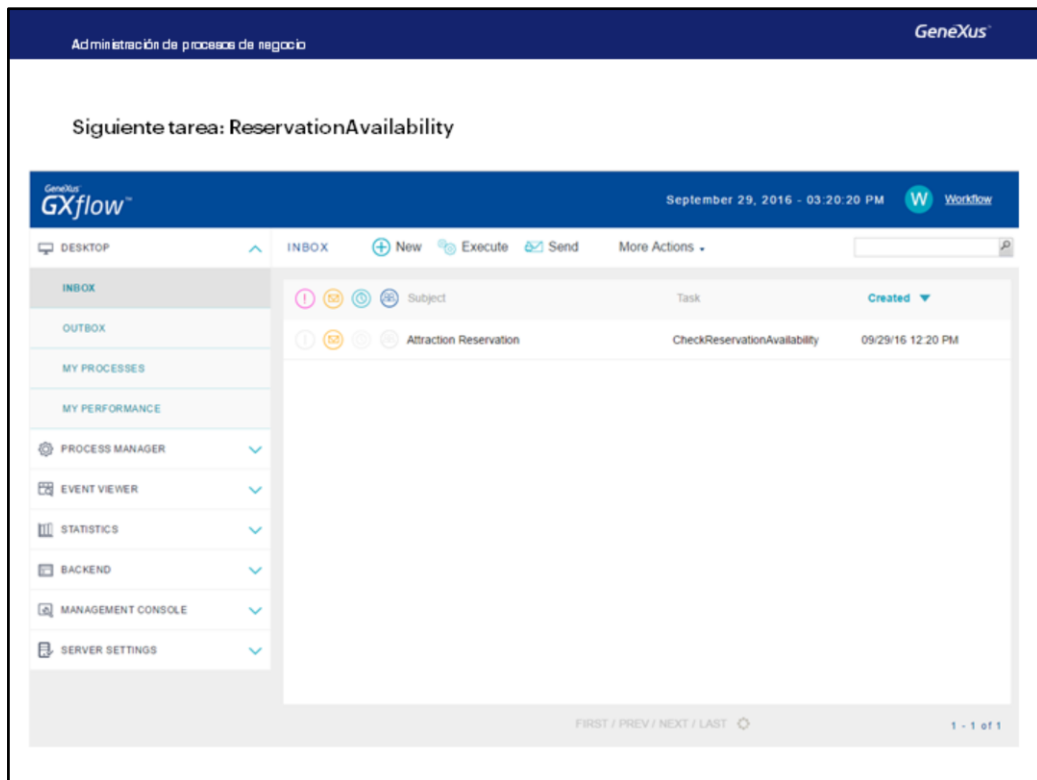 Administración de procesos de negocio
GeneXus™
Siguiente tarea: ReservationAvailability
GeneXus™
GXflow™
September 29, 2016 - 03:20:20 PM
W
Workflow
DESKTOP
INBOX
New
Execute
Send
More Actions
INBOX
Subject
Task
Created
Attraction Reservation
CheckReservationAvailability
09/29/16 12:20 PM
OUTBOX
MY PROCESSES
MY PERFORMANCE
PROCESS MANAGER
EVENT VIEWER
STATISTICS
BACKEND
MANAGEMENT CONSOLE
SERVER SETTINGS
FIRST / PREV / NEXT / LAST
1 - 1 of 1